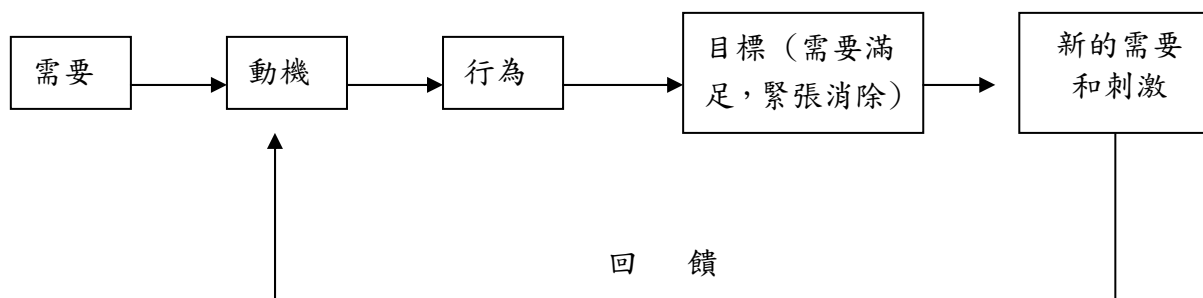 需要
動機
行為
目標（需要滿
足，緊張消除）
新的需要
和刺激
回 饋